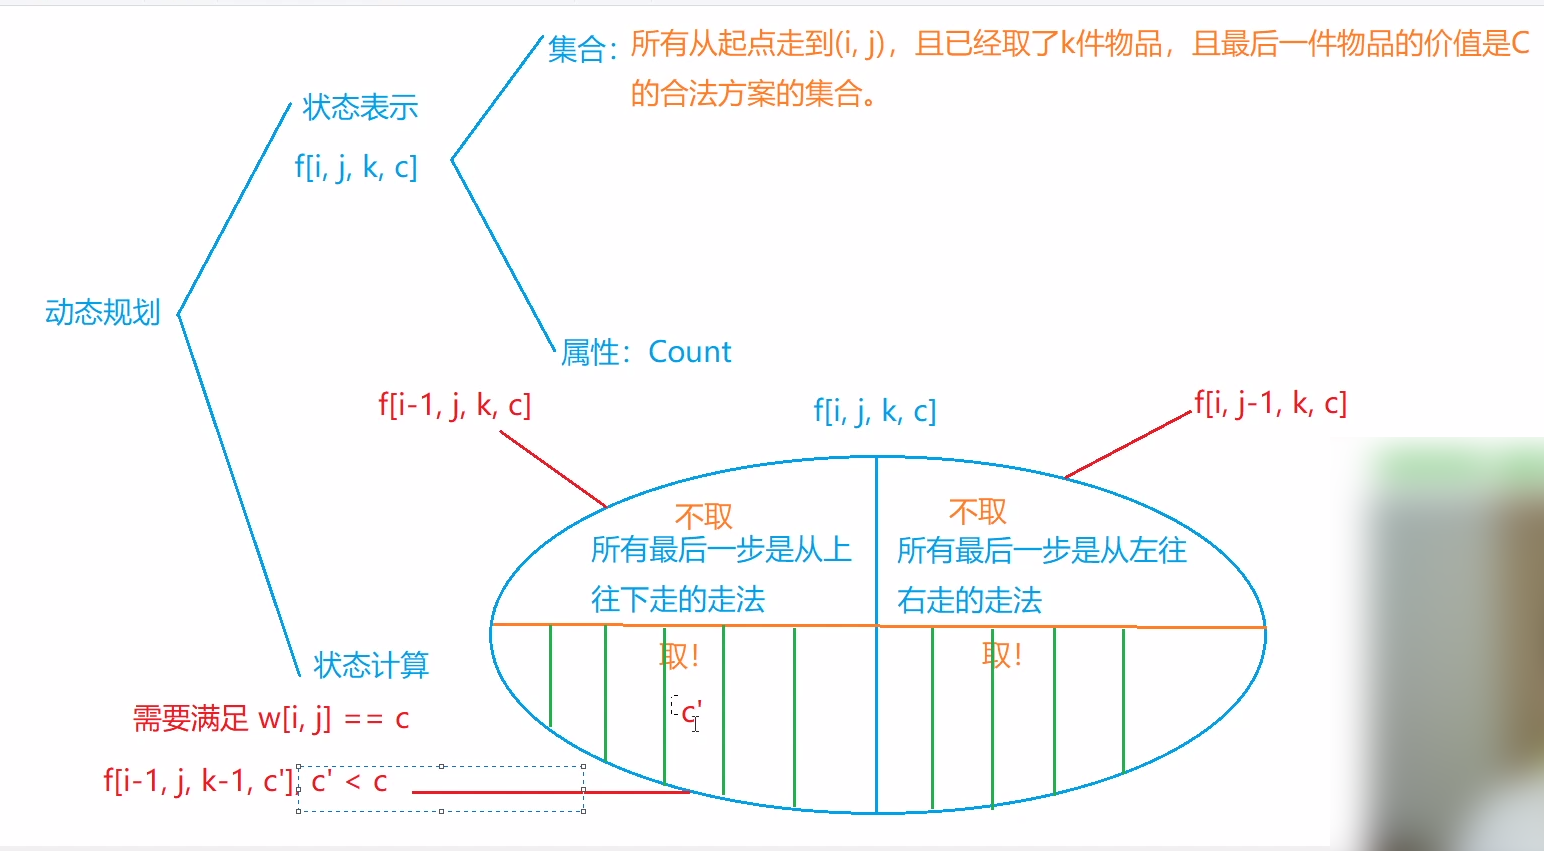 集合：所有从起点走到(i, j)，且已经取了k件物品，且最后一件物品的价值是C
的合法方案的集合。
状态表示
f[i, j, k, c]
动态规划
属性：Count
f[i-1, j, k, c]
f[i, j, k, c]
f[i, j-1, k, c]
不取
不取
所有最后一步是从上
往下走的走法
所有最后一步是从左往
右走的走法
取！
取！
状态计算
c'
需要满足 w[i, j] == c
f[i-1, j, k-1, c'], c' < c